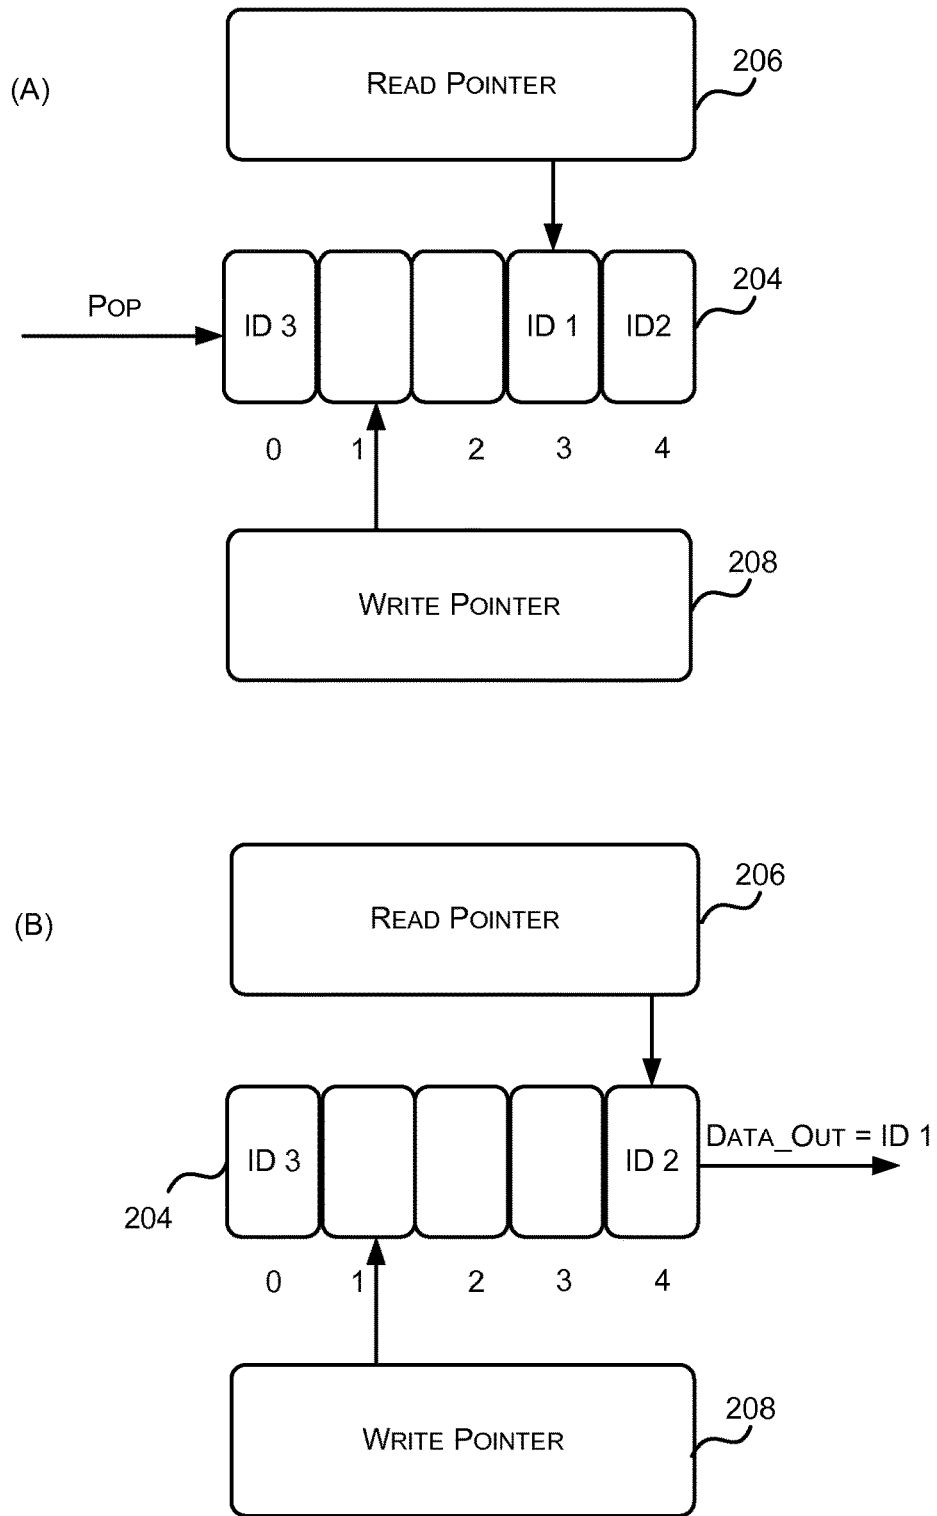 206
(A)
READ POINTER
204
POP
ID 3
ID 1
ID2
0 1 2 3 4
208
WRITE POINTER
206
(B)
READ POINTER
DATA_OUT = ID 1
ID 3
ID 2
204
0 1 2 3 4
208
WRITE POINTER